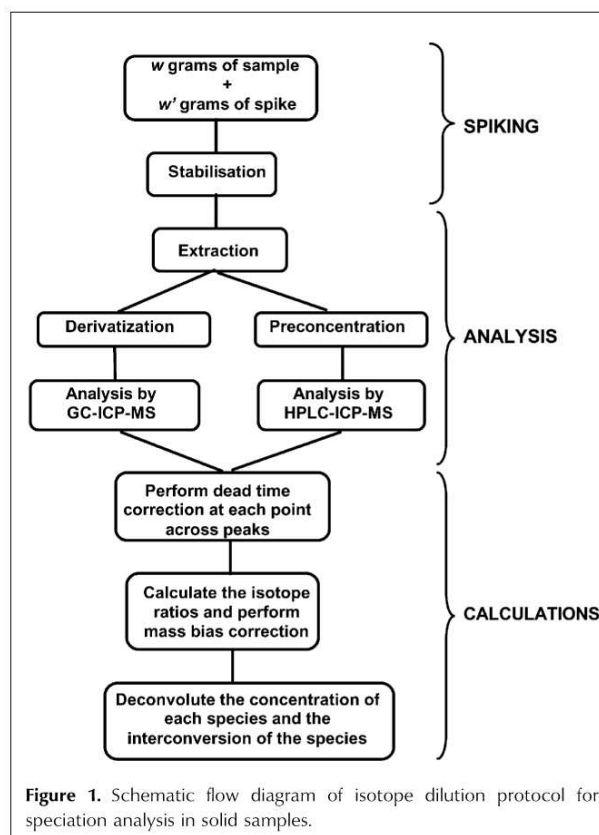 w grams of sample
+
w' grams of spike
SPIKING
Stabilisation
Extraction
Derivatization
Preconcentration
ANALYSIS
Analysis by
GC-ICP-MS
Analysis by
HPLC-ICP-MS
Perform dead time
correction at each point
across peaks
Calculate the isotope
ratios and perform
mass bias correction
CALCULATIONS
Deconvolute the concentration of
each species and the
interconversion of the species
Figure 1. Schematic flow diagram of isotope dilution protocol for
speciation analysis in solid samples.